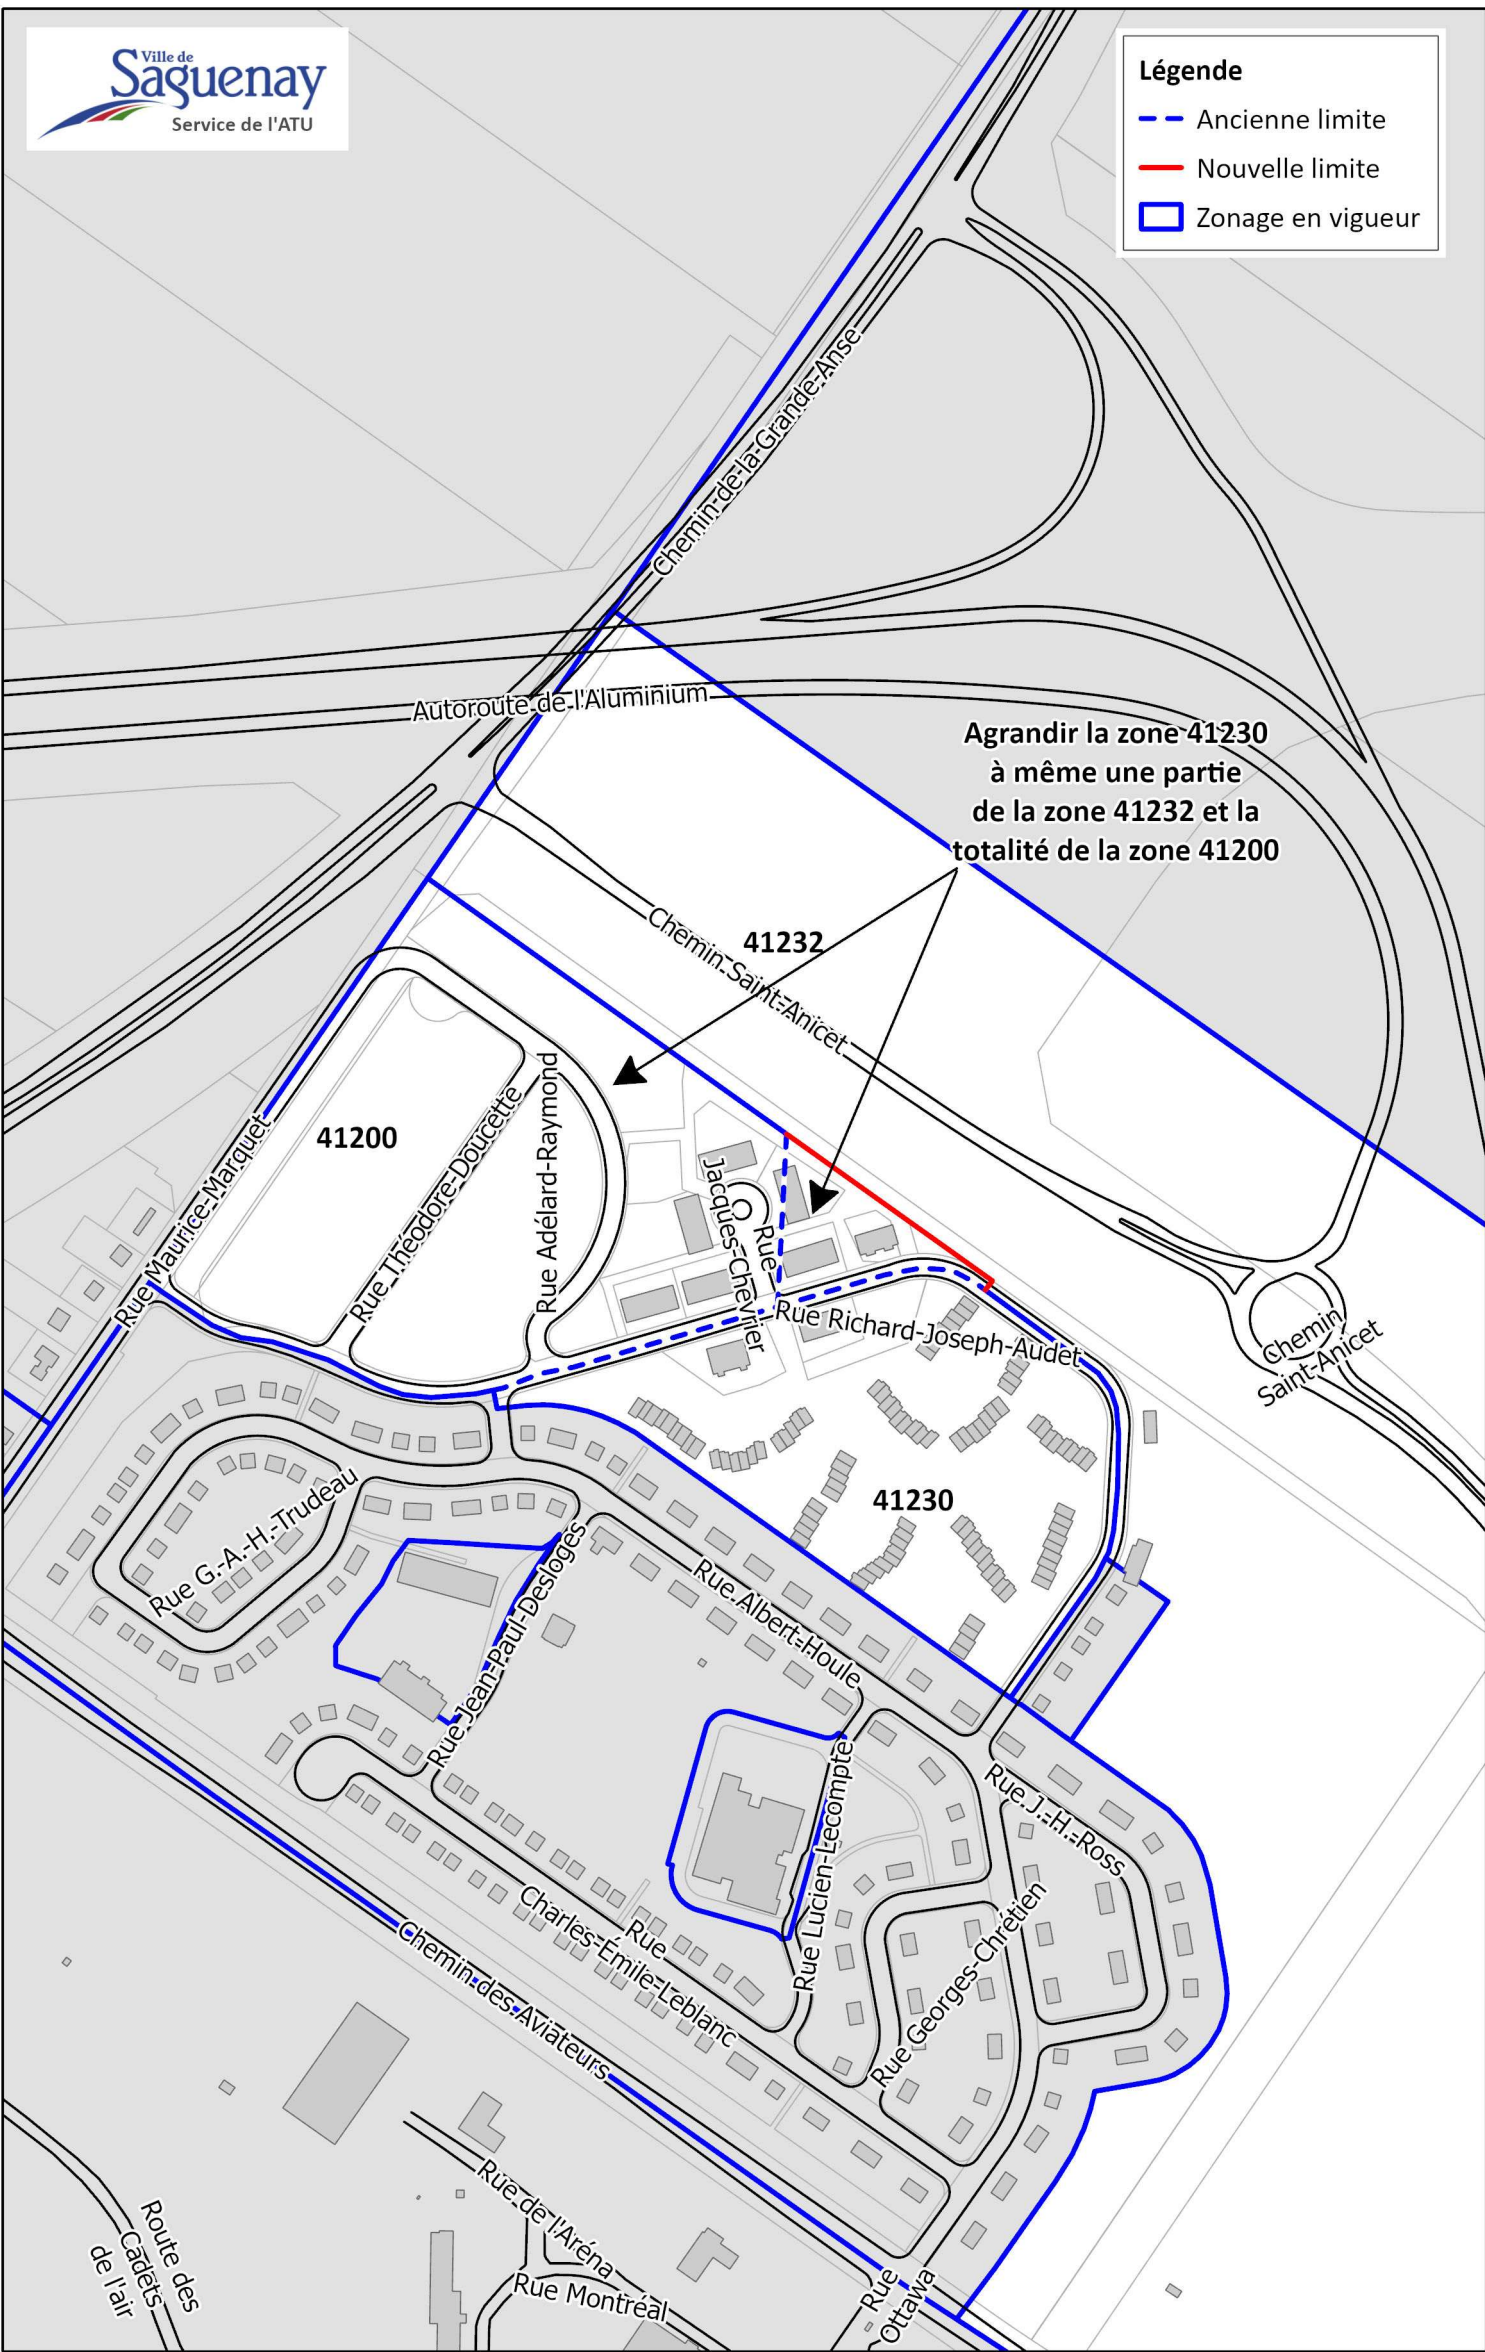 Ville de
Saguenay
Service de l'ATU
Légende
Ancienne limite
Nouvelle limite
Zonage en vigueur
Chemin-de-la-Grande-Anse
Autoroute de l'Aluminium
Agrandir la zone 41230
à même une partie
de la zone 41232 et la
totalité de la zone 41200
41232
Chemin Saint-Anicet
41200
Rue Maurice-Marquet
Rue Théodore-Doucette
Rue Adélard-Raymond
Rue
Jacques-Chevrier
Rue Richard-Joseph-Audet
Chemin
Saint-Anicet
41230
Rue G.-A.-H.-Trudeau
Rue Jean-Paul-Desloges
Rue Albert-Houle
Rue J.-H.-Ross
Rue Lucien-Lecompte
Rue Georges-Chrétien
Rue
Charles-Émile-Leblanc
Chemin des Aviateurs
Rue de l'Aréna
Rue Montréal
Route des
Cadets
de l'air
Rue
Ottawa